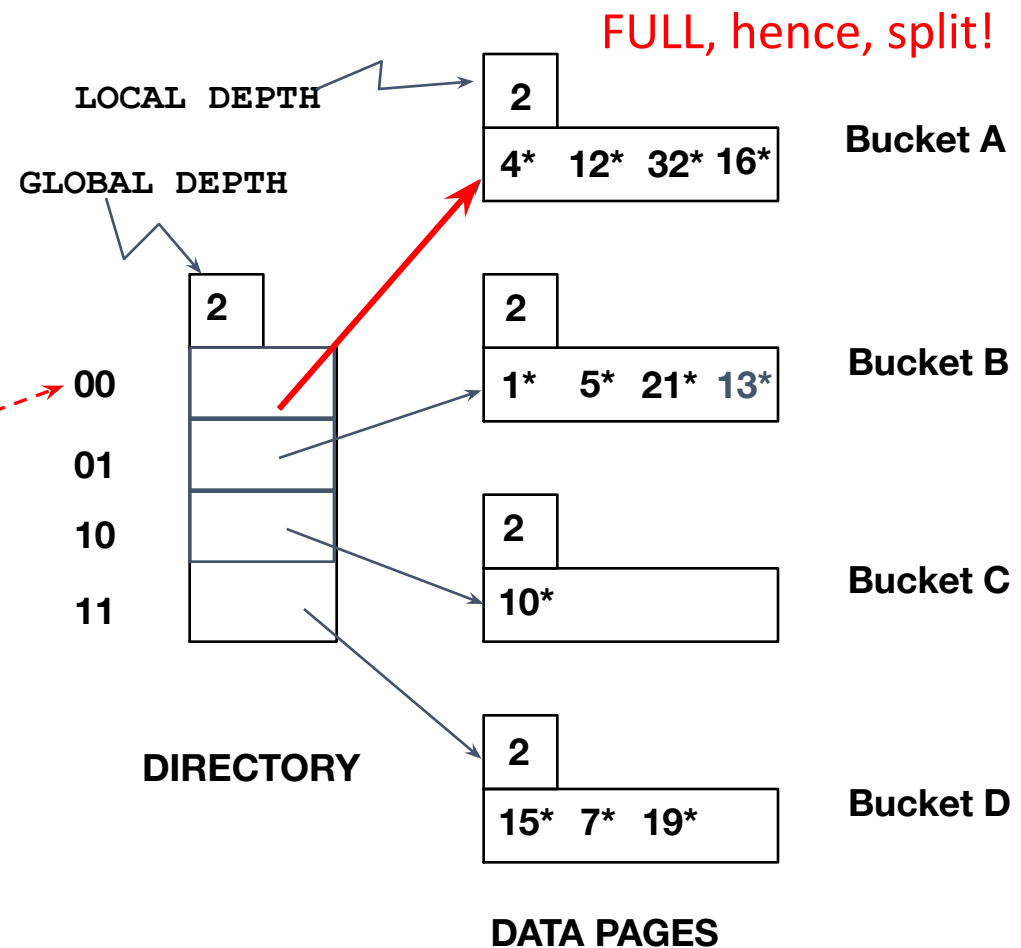 FULL, hence, split!
LOCAL DEPTH
2
4* 12* 32* 16*
Bucket A
GLOBAL DEPTH
2
00
01
10
11
DIRECTORY
2
1* 5* 21* 13*
Bucket B
2
10*
Bucket C
2
15* 7* 19*
Bucket D
DATA PAGES